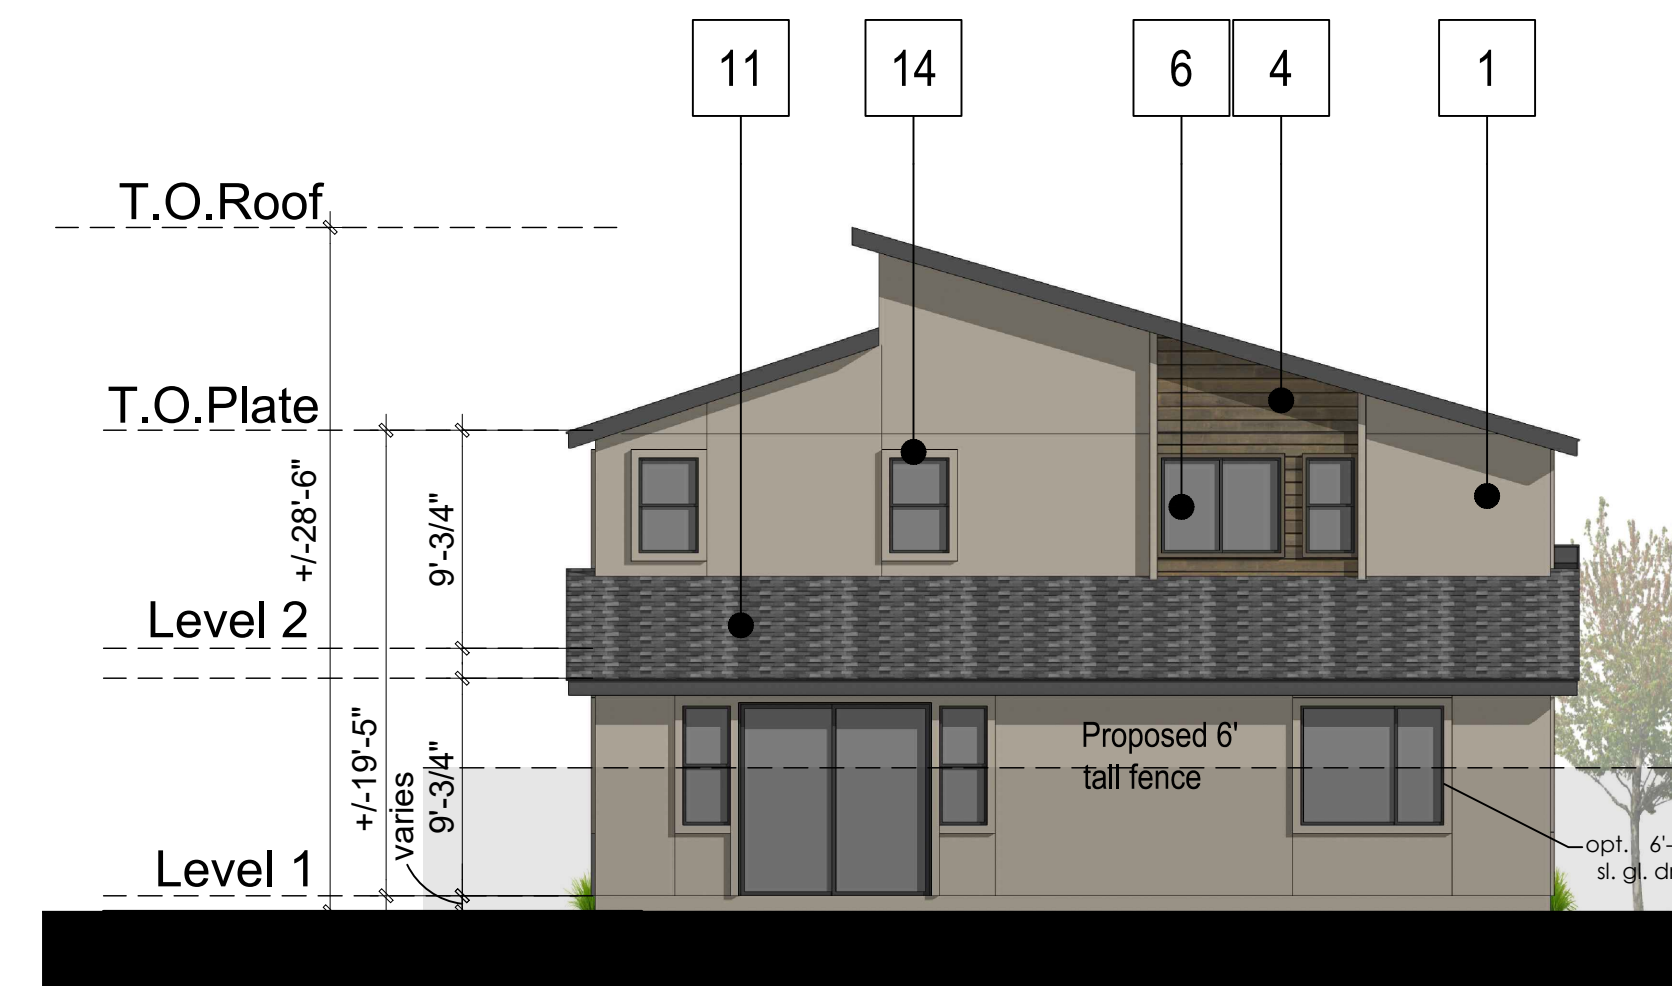 11
14
6
4
1
T.O.Roof
T.O.Plate
+/-28'-6"
9'-3/4"
Level 2
+/-19'-5"
varies
9'-3/4"
Proposed 6'
tall fence
Level 1
opt. 6'-
sl. gl.